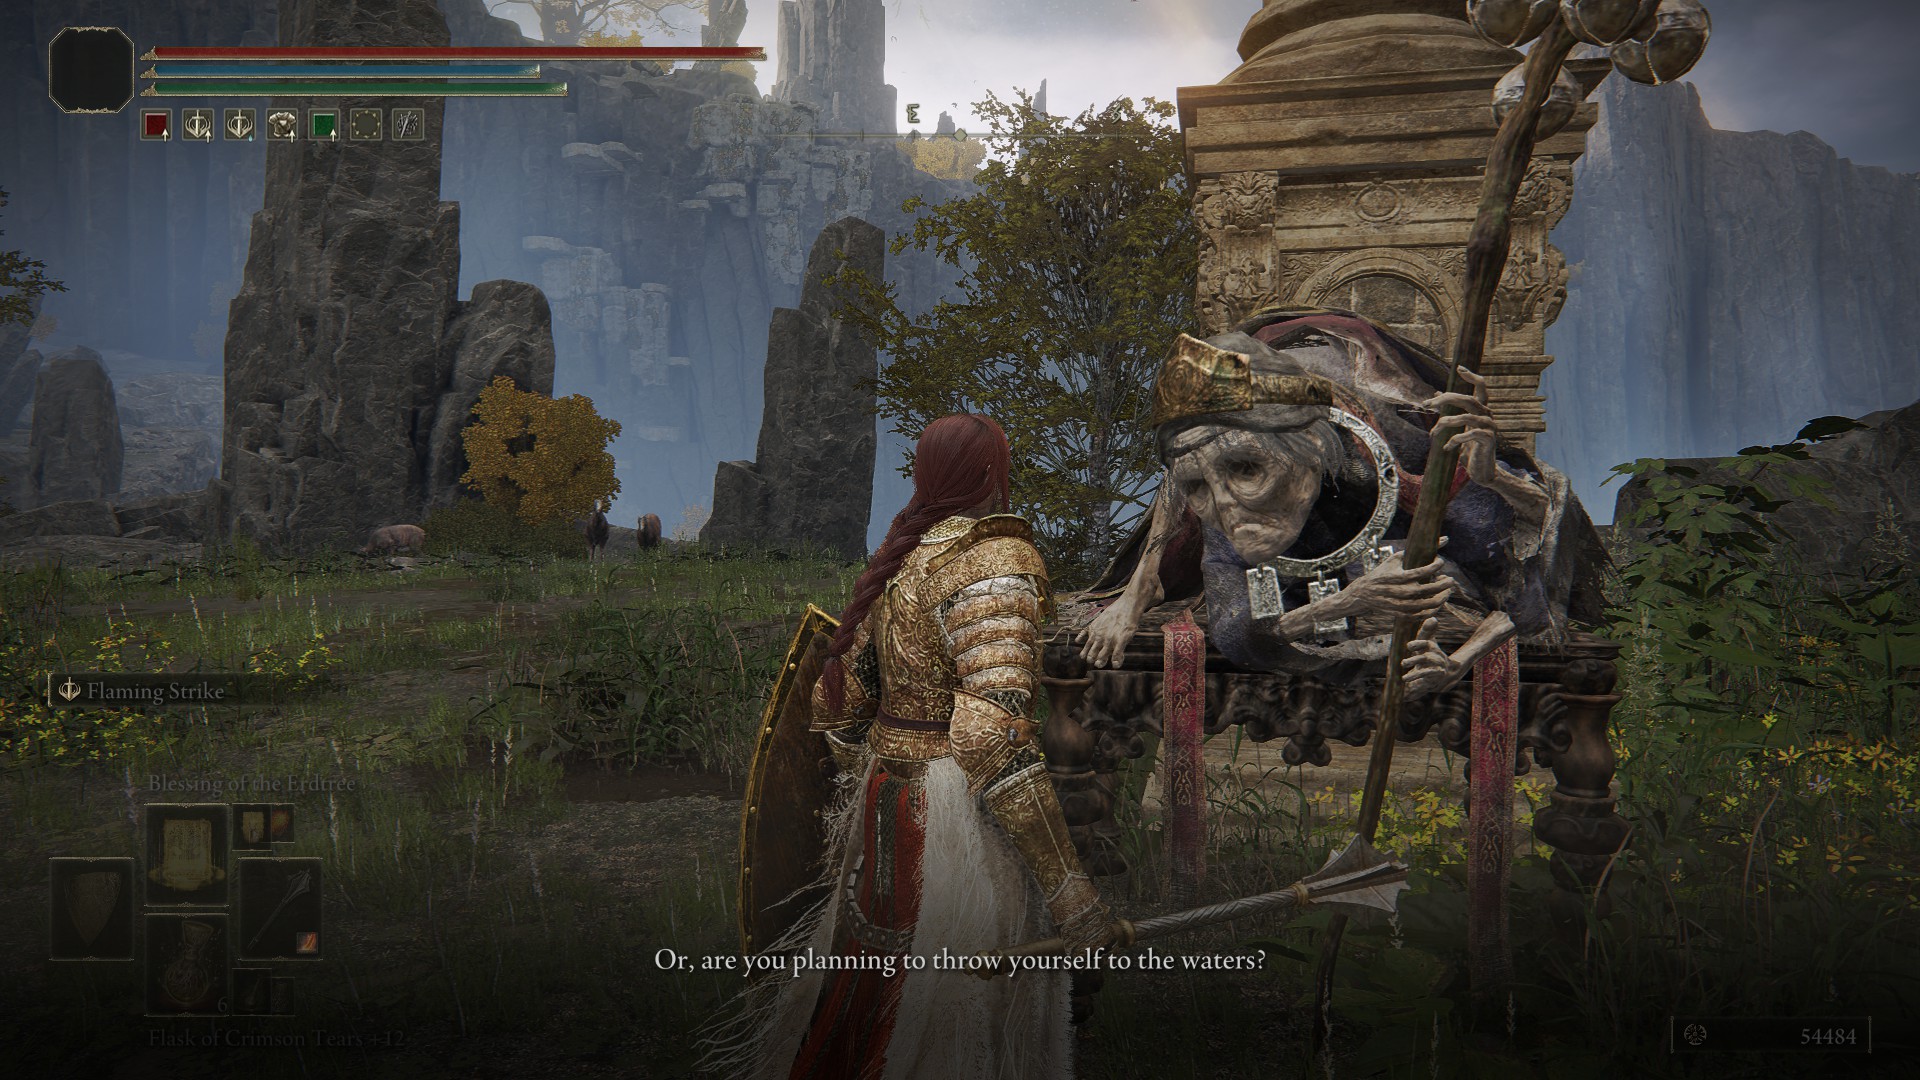 E
Flaming Strike
Blessing of the Erdtree
6
Flask of Crimson Tears +12
Or, are you planning to throw yourself to the waters?
54484